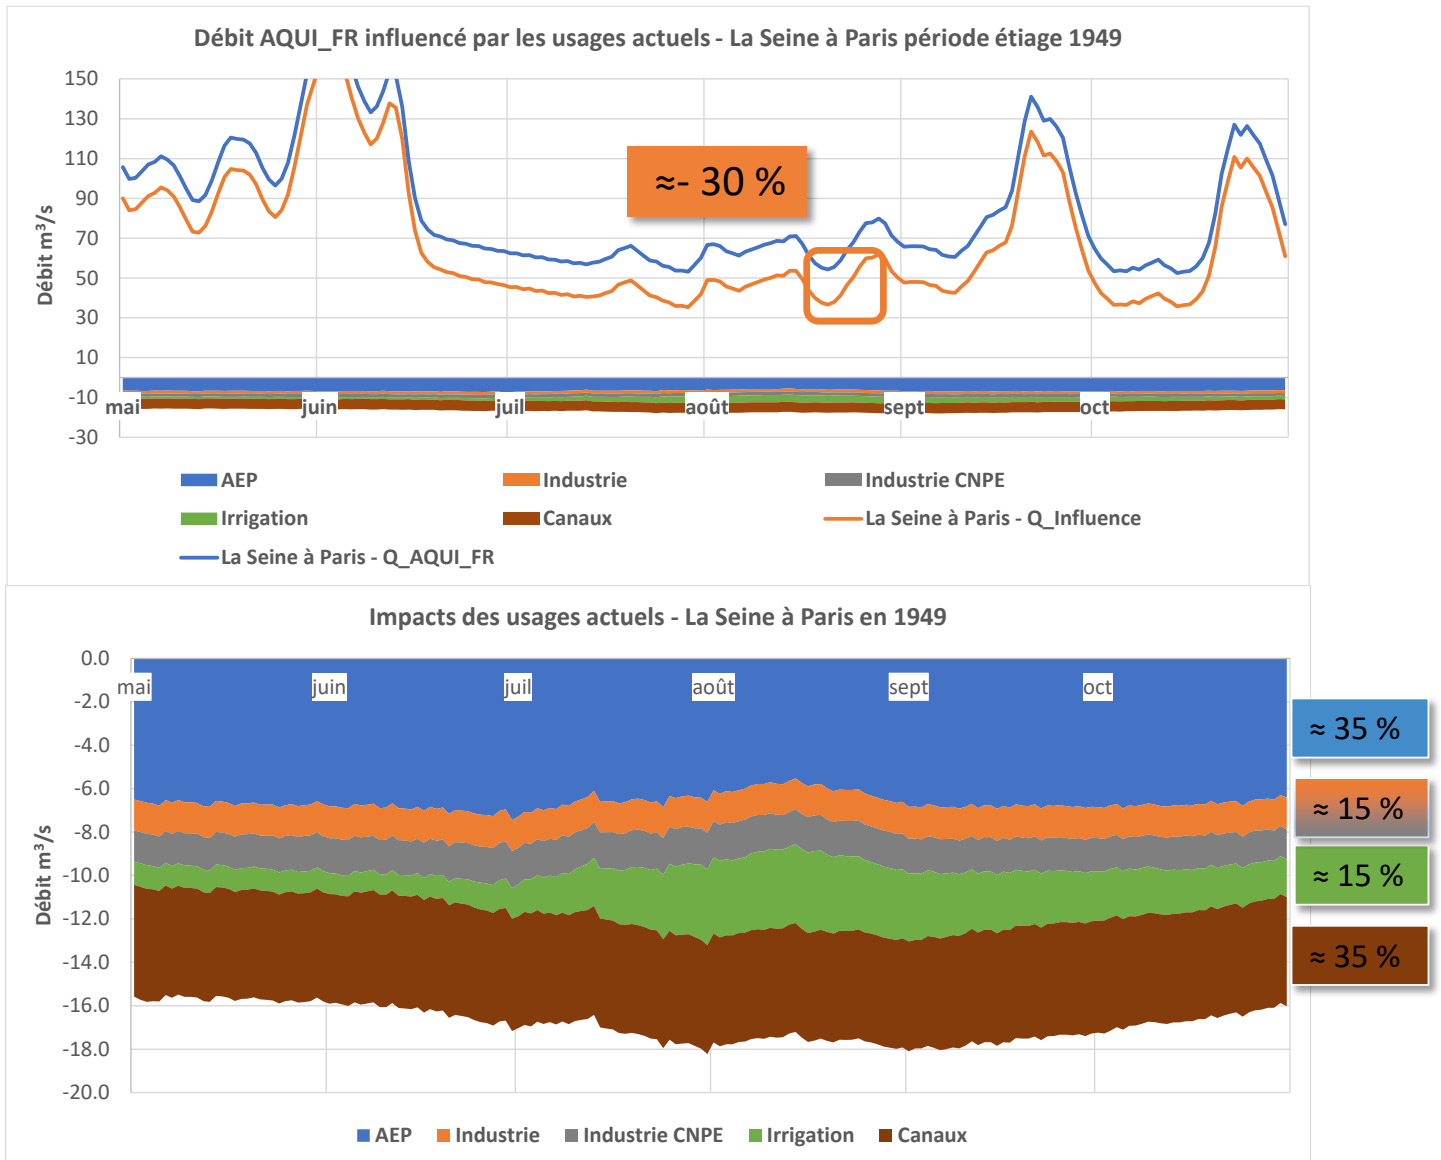 Débit AQUI_FR influencé par les usages actuels - La Seine à Paris période étiage 1949
150
130
110
90
70
50
30
10
-10
-30
Débit m³/s
≈- 30 %
mai juin juil août sept oct
AEP Industrie Industrie CNPE
Irrigation Canaux La Seine à Paris - Q_Influence
La Seine à Paris - Q_AQUI_FR
Impacts des usages actuels - La Seine à Paris en 1949
0.0
-2.0
-4.0
-6.0
-8.0
-10.0
-12.0
-14.0
-16.0
-18.0
-20.0
Débit m³/s
mai juin juil août sept oct
≈ 35 %
≈ 15 %
≈ 15 %
≈ 35 %
AEP Industrie Industrie CNPE Irrigation Canaux